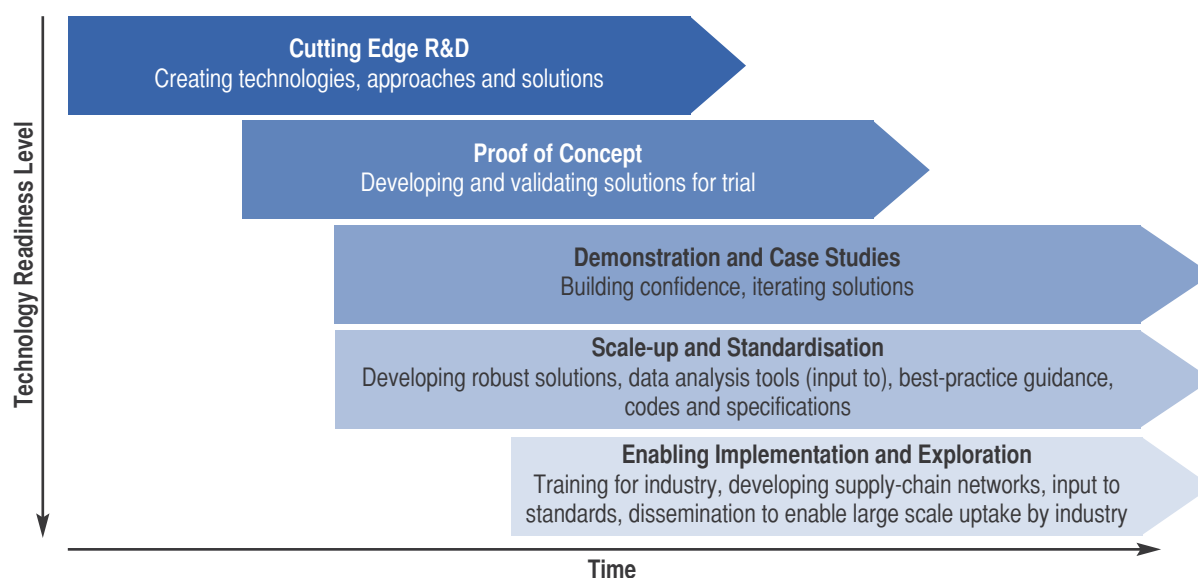 Technology Readiness Level
Cutting Edge R&D
Creating technologies, approaches and solutions
Proof of Concept
Developing and validating solutions for trial
Demonstration and Case Studies
Building confidence, iterating solutions
Scale-up and Standardisation
Developing robust solutions, data analysis tools (input to), best-practice guidance,
codes and specifications
Enabling Implementation and Exploration
Training for industry, developing supply-chain networks, input to
standards, dissemination to enable large scale uptake by industry
Time